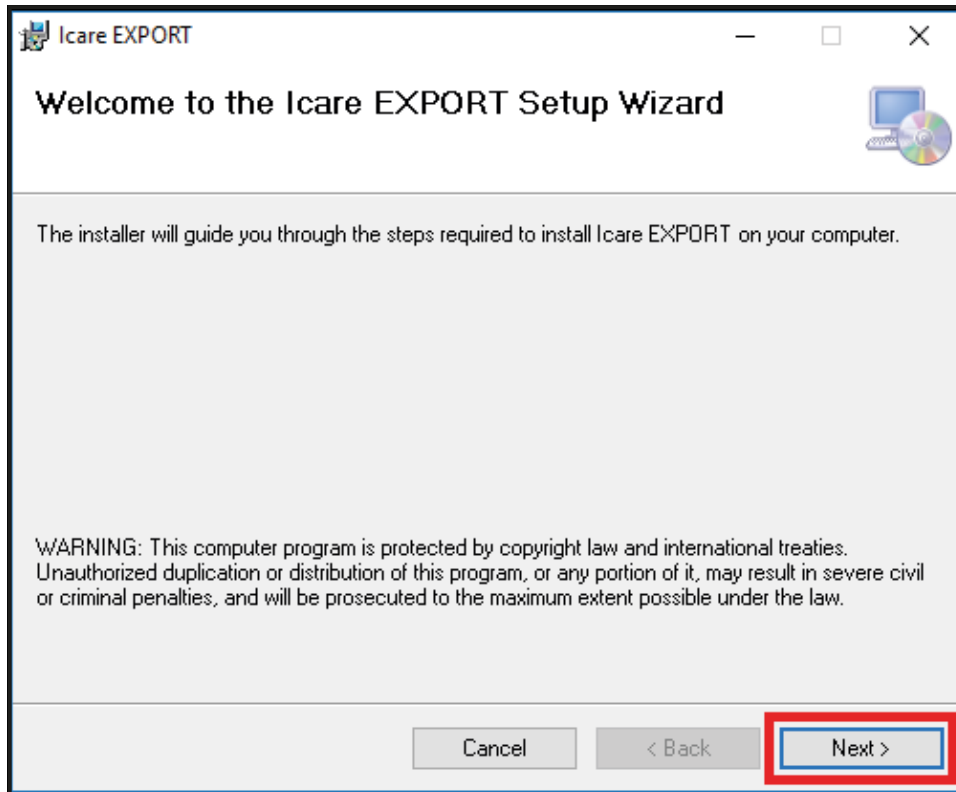 Icare EXPORT
Welcome to the Icare EXPORT Setup Wizard
The installer will guide you through the steps required to install Icare EXPORT on your computer.
WARNING: This computer program is protected by copyright law and international treaties.
Unauthorized duplication or distribution of this program, or any portion of it, may result in severe civil
or criminal penalties, and will be prosecuted to the maximum extent possible under the law.
Cancel
< Back
Next >